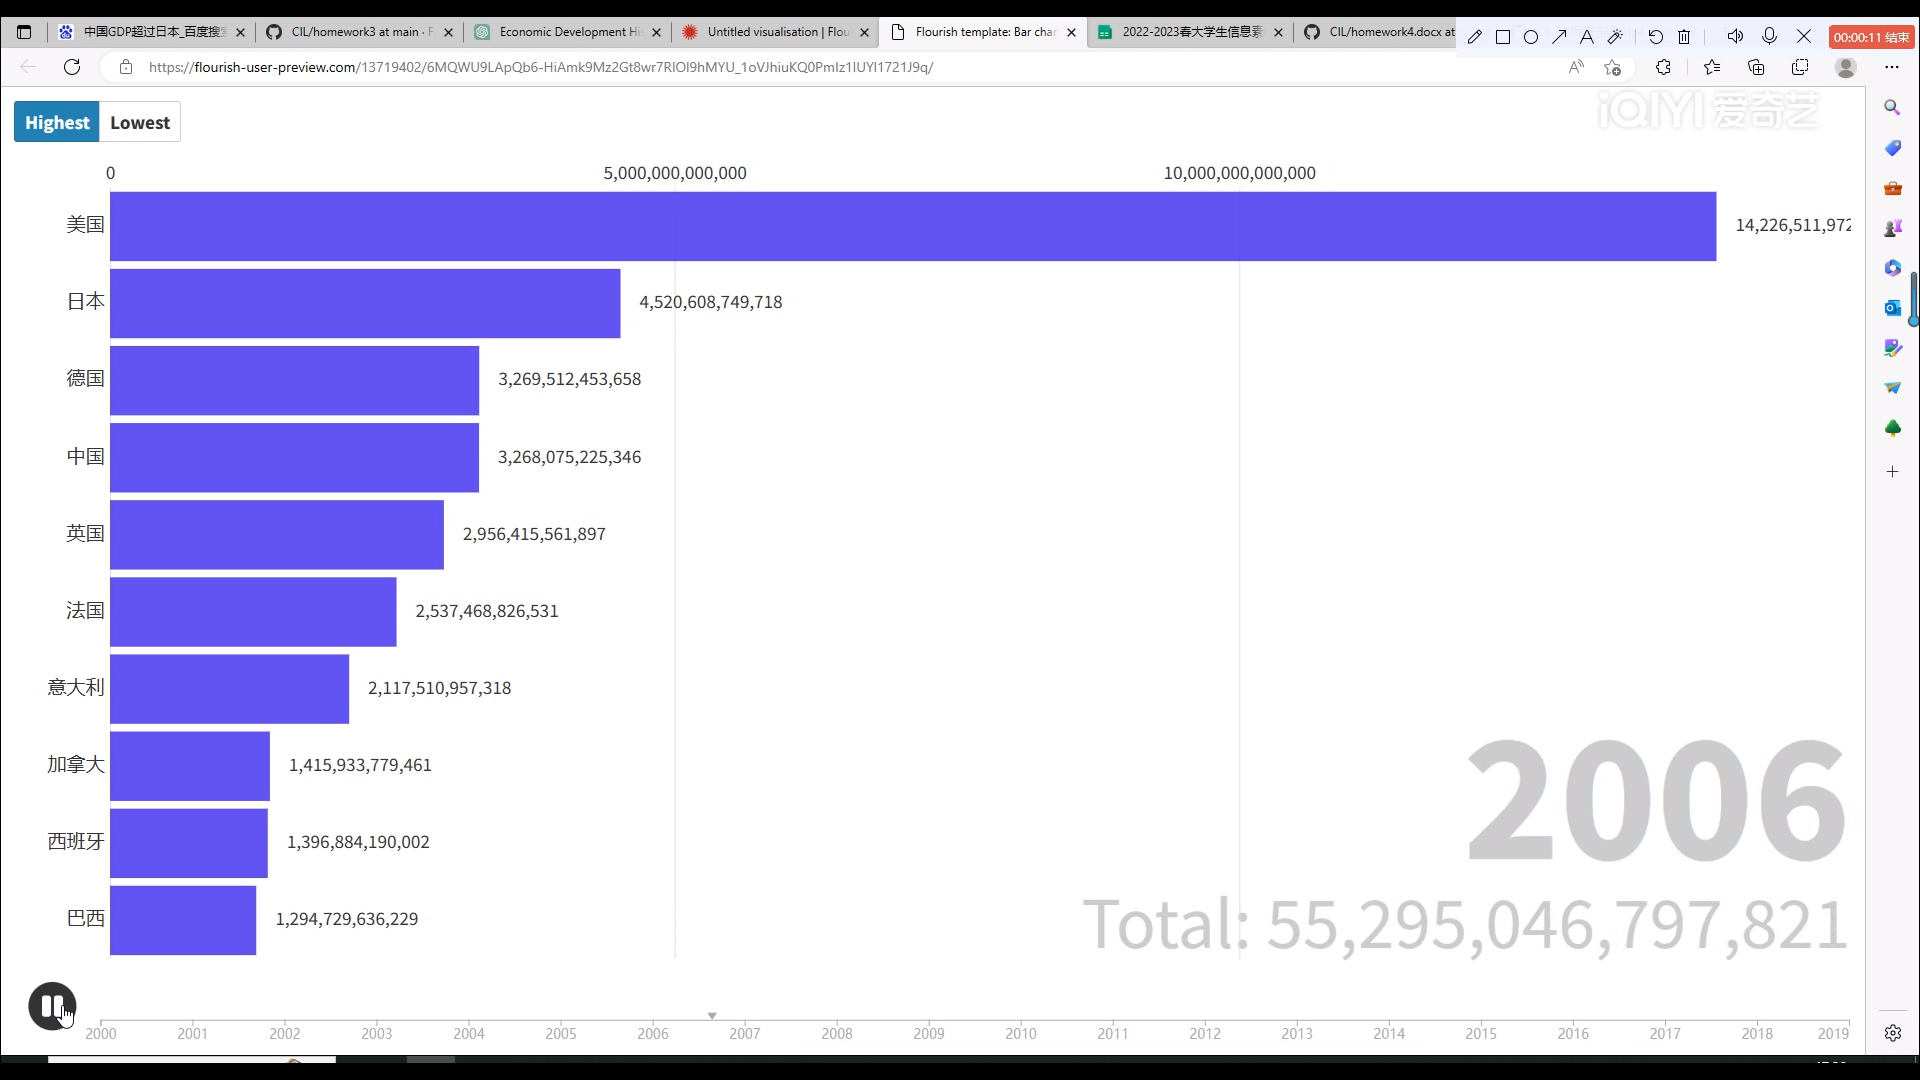 中国GDP超过日本_百度搜
CIL/homework3 at main · F
Economic Development Hi
Untitled visualisation | Flou
Flourish template: Bar char
2022-2023春大学生信息素
CIL/homework4.docx at
00:00:11 结束
https://flourish-user-preview.com/13719402/6MQWU9LApQb6-HiAmk9Mz2Gt8wr7RIOI9hMYU_1oVJhiuKQ0PmIz1IUYI1721J9q/
iQIYI 爱奇艺
Highest Lowest
0 5,000,000,000,000 10,000,000,000,000
美国 14,226,511,972
日本 4,520,608,749,718
德国 3,269,512,453,658
中国 3,268,075,225,346
英国 2,956,415,561,897
法国 2,537,468,826,531
意大利 2,117,510,957,318
加拿大 1,415,933,779,461
西班牙 1,396,884,190,002
巴西 1,294,729,636,229
2006
Total: 55,295,046,797,821
2000 2001 2002 2003 2004 2005 2006 2007 2008 2009 2010 2011 2012 2013 2014 2015 2016 2017 2018 2019